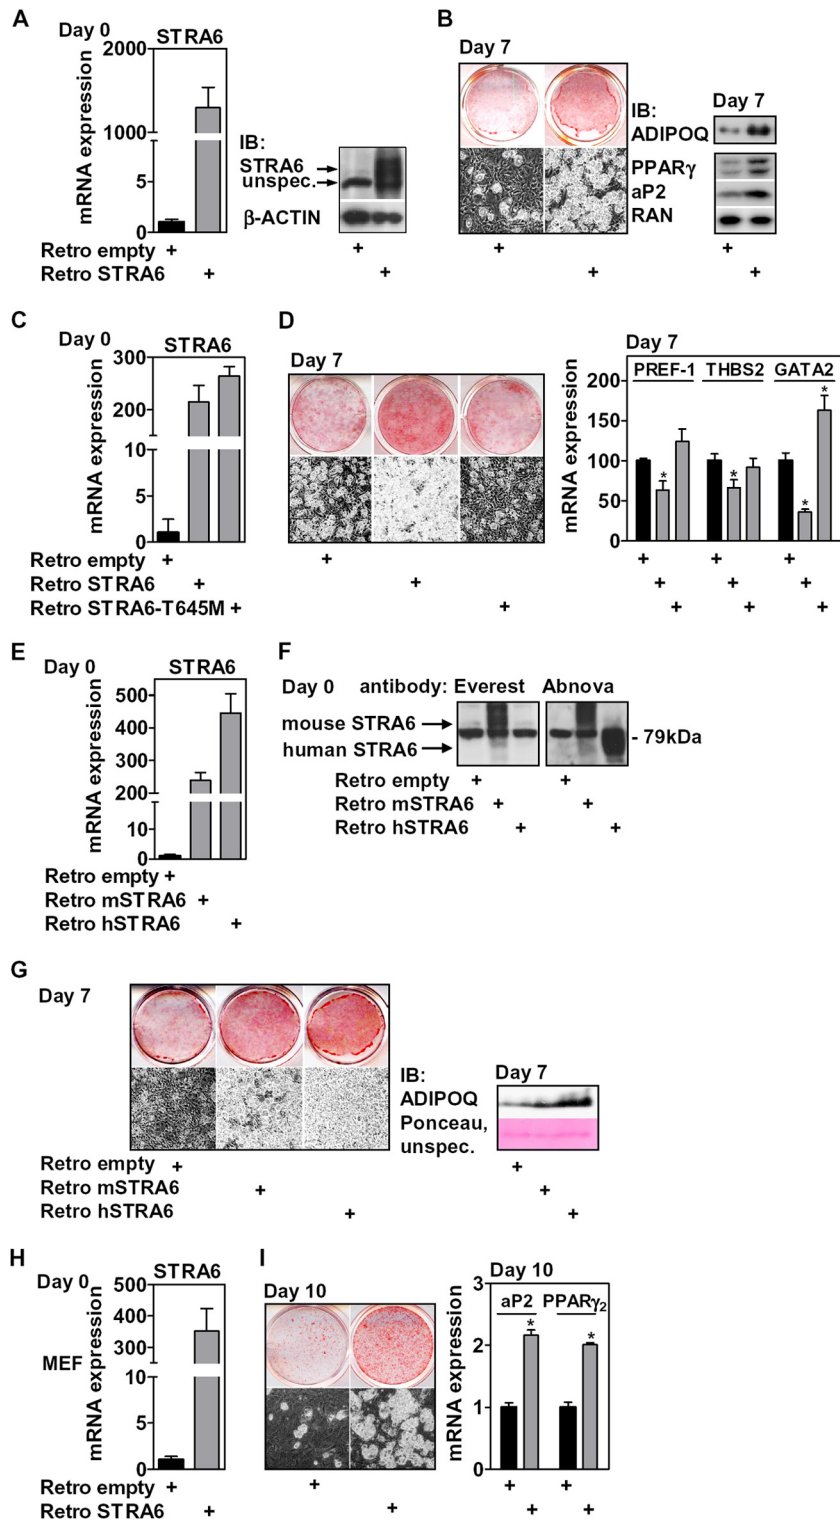 A
Day 0
STRA6
mRNA expression
2000
1000
5
0
IB:
STRA6
unspec.
β-ACTIN
Retro empty + +
Retro STRA6 + +
B
Day 7
IB:
ADIPOQ
PPARγ
aP2
RAN
Day 7
+ +
+ +
C
Day 0
STRA6
mRNA expression
300
200
10
5
0
Retro empty +
Retro STRA6 +
Retro STRA6-T645M +
D
Day 7
+
+
+
Day 7
PREF-1 THBS2 GATA2
mRNA expression
200
150
100
50
0
* * * *
+ + +
+ + +
+ + +
E
Day 0
STRA6
mRNA expression
500
400
300
200
10
0
Retro empty +
Retro mSTRA6 +
Retro hSTRA6 +
F
Day 0 antibody: Everest Abnova
mouse STRA6
human STRA6
- 79kDa
Retro empty + +
Retro mSTRA6 + +
Retro hSTRA6 + +
G
Day 7
IB:
ADIPOQ
Ponceau,
unspec.
Day 7
Retro empty + +
Retro mSTRA6 + +
Retro hSTRA6 + +
H
Day 0
STRA6
MEF
mRNA expression
500
400
300
10
5
0
Retro empty +
Retro STRA6 +
I
Day 10
+
+
Day 10
aP2 PPARγ2
mRNA expression
3
2
1
0
* *
+ +
+ +